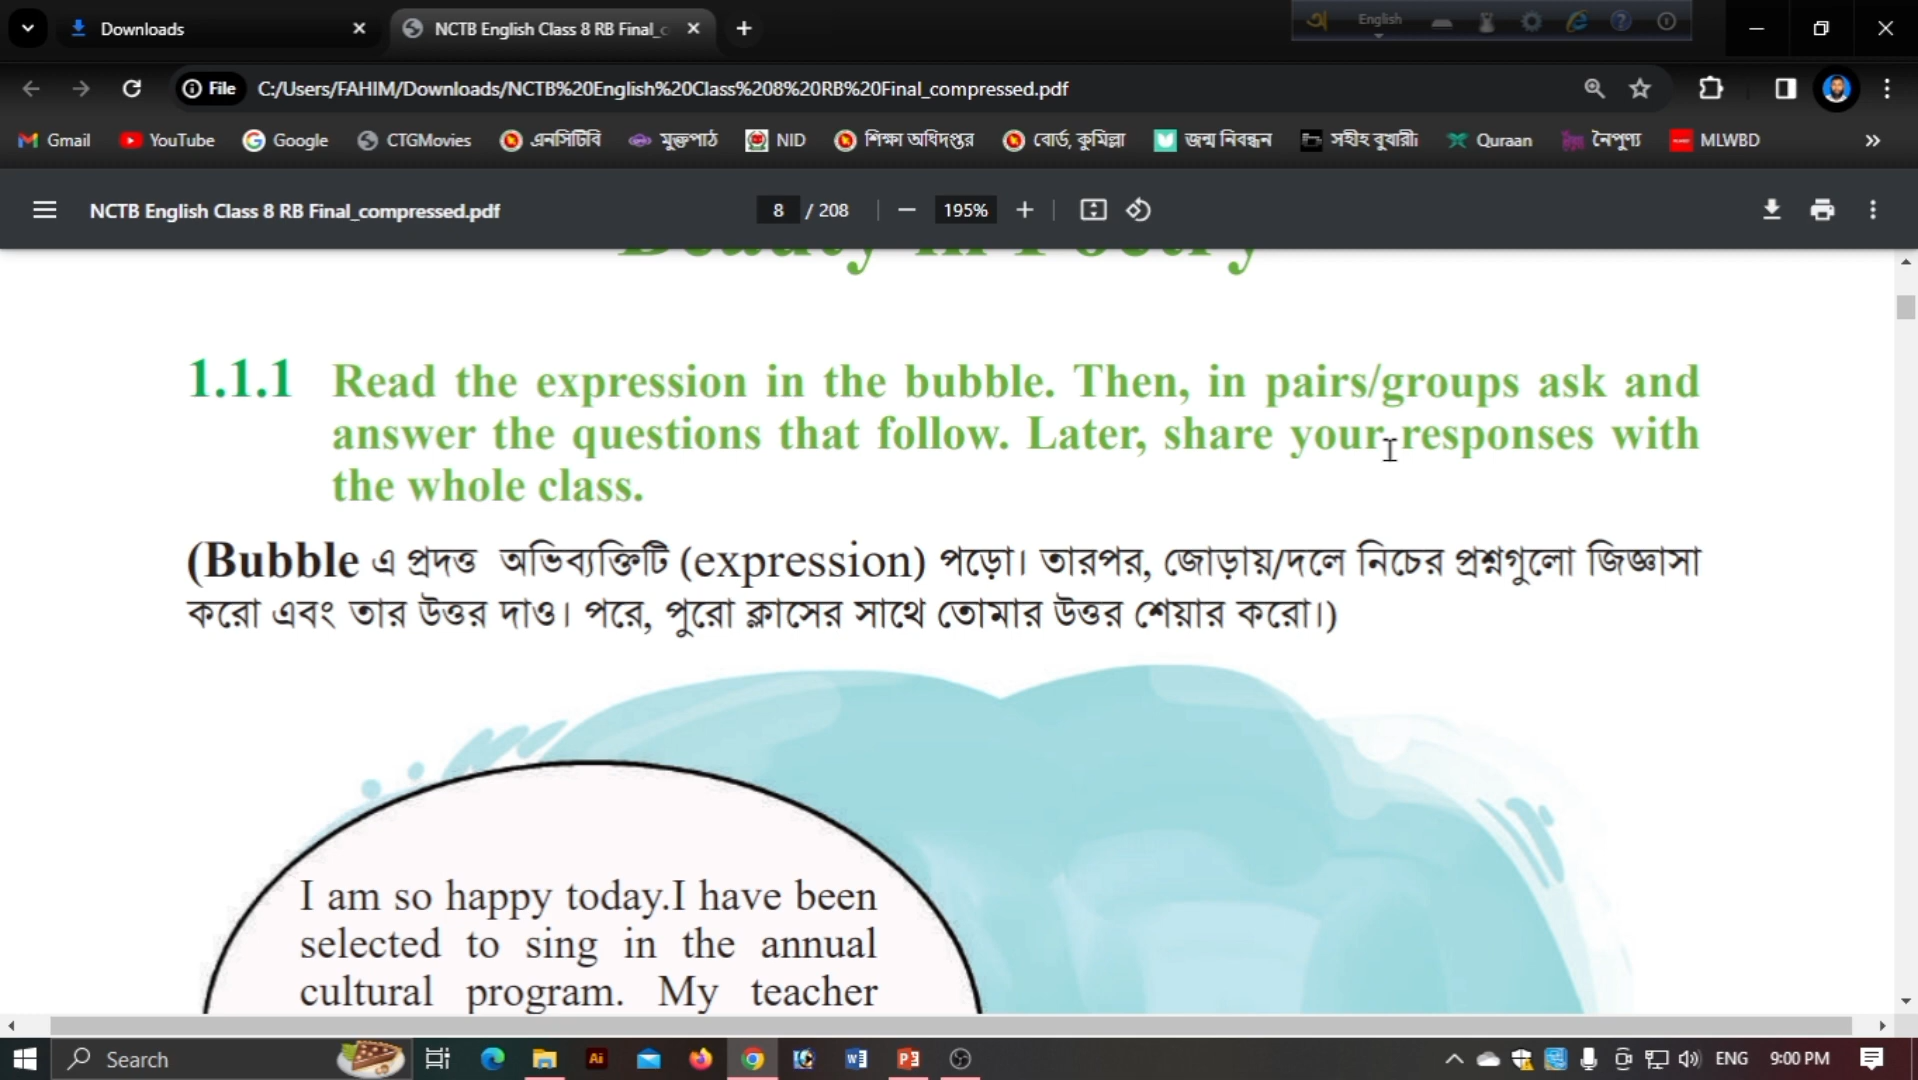 Downloads
NCTB English Class 8 RB Final_c
English
File
C:/Users/FAHIM/Downloads/NCTB%20English%20Class%208%20RB%20Final_compressed.pdf
Gmail YouTube Google CTGMovies এনসিটিবি মুক্তপাঠ NID শিক্ষা অধিদপ্তর বোর্ড, কুমিল্লা জন্ম নিবন্ধন সহীহ বুখারী Quraan নৈপুণ্য MLWBD
NCTB English Class 8 RB Final_compressed.pdf 8 / 208 195%
Beauty in Poetry
1.1.1 Read the expression in the bubble. Then, in pairs/groups ask and
answer the questions that follow. Later, share your responses with
the whole class.
(Bubble এ প্রদত্ত অভিব্যক্তিটি (expression) পড়ো। তারপর, জোড়ায়/দলে নিচের প্রশ্নগুলো জিজ্ঞাসা
করো এবং তার উত্তর দাও। পরে, পুরো ক্লাসের সাথে তোমার উত্তর শেয়ার করো।)
I am so happy today.I have been
selected to sing in the annual
cultural program. My teacher
Search
ENG 9:00 PM